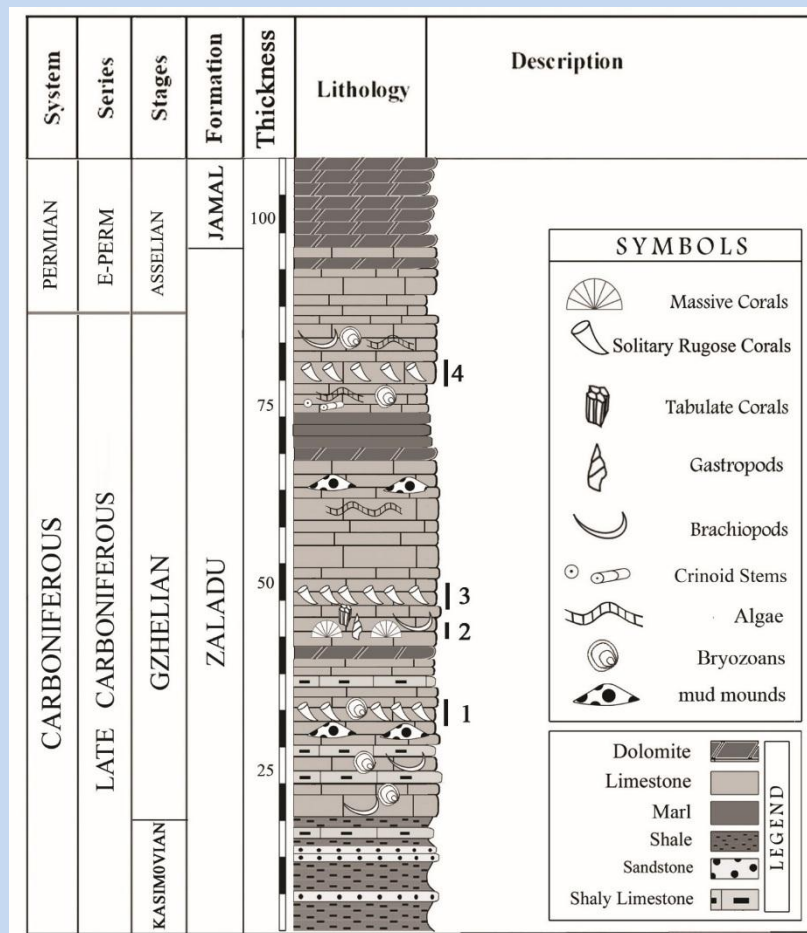 System
Series
Stages
Formation
Thickness
Lithology
Description
PERMIAN
E-PERM
ASSELIAN
JAMAL
CARBONIFEROUS
LATE CARBONIFEROUS
GZHELIAN
KASIM0VIAN
ZALADU
100
75
50
25
4
3
2
1
SYMBOLS
Massive Corals
Solitary Rugose Corals
Tabulate Corals
Gastropods
Brachiopods
Crinoid Stems
Algae
Bryozoans
mud mounds
Dolomite
Limestone
Marl
Shale
Sandstone
Shaly Limestone
LEGEND